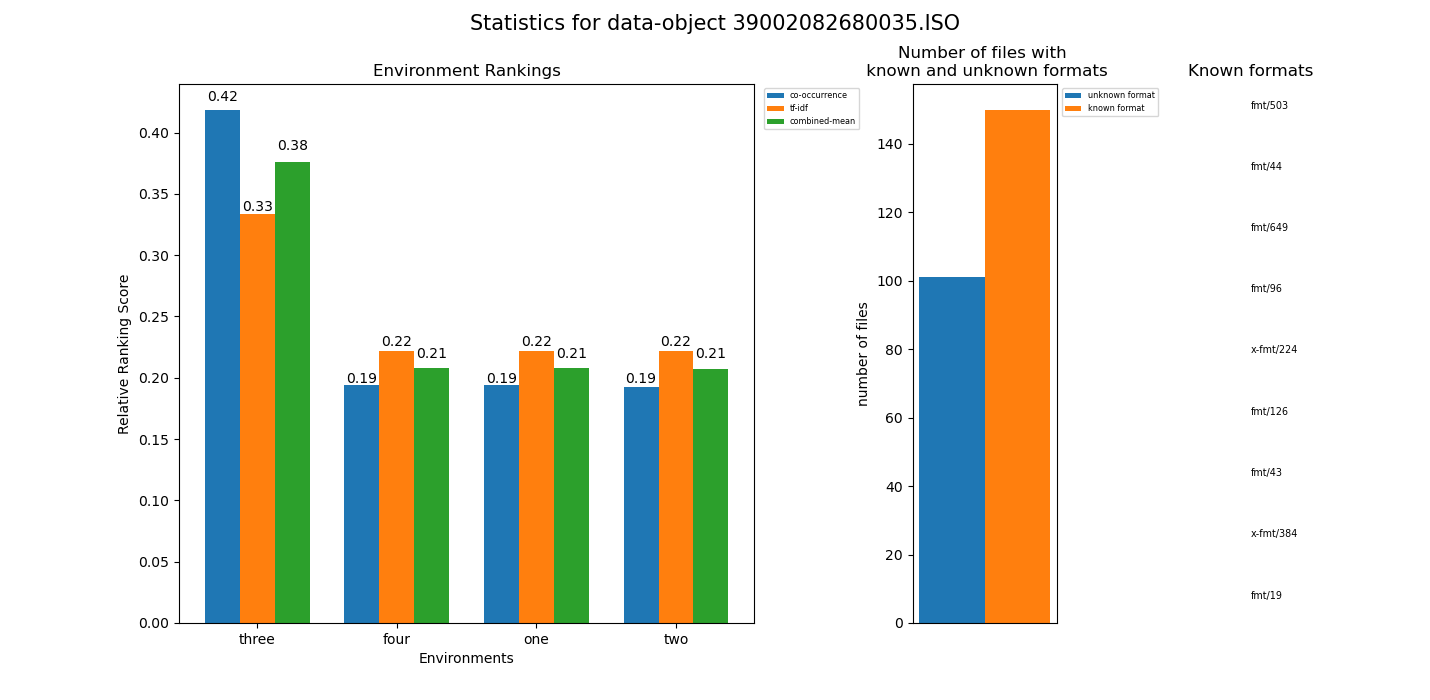 Statistics for data-object 39002082680035.ISO
Environment Rankings
0.42
0.33
0.38
0.19
0.22
0.21
0.19
0.22
0.21
0.19
0.22
0.21
0.40
0.35
0.30
0.25
0.20
0.15
0.10
0.05
0.00
Relative Ranking Score
three
four
one
two
Environments
co-occurrence
tf-idf
combined-mean
Number of files with
known and unknown formats
140
120
100
80
60
40
20
0
number of files
unknown format
known format
Known formats
fmt/503
fmt/44
fmt/649
fmt/96
x-fmt/224
fmt/126
fmt/43
x-fmt/384
fmt/19